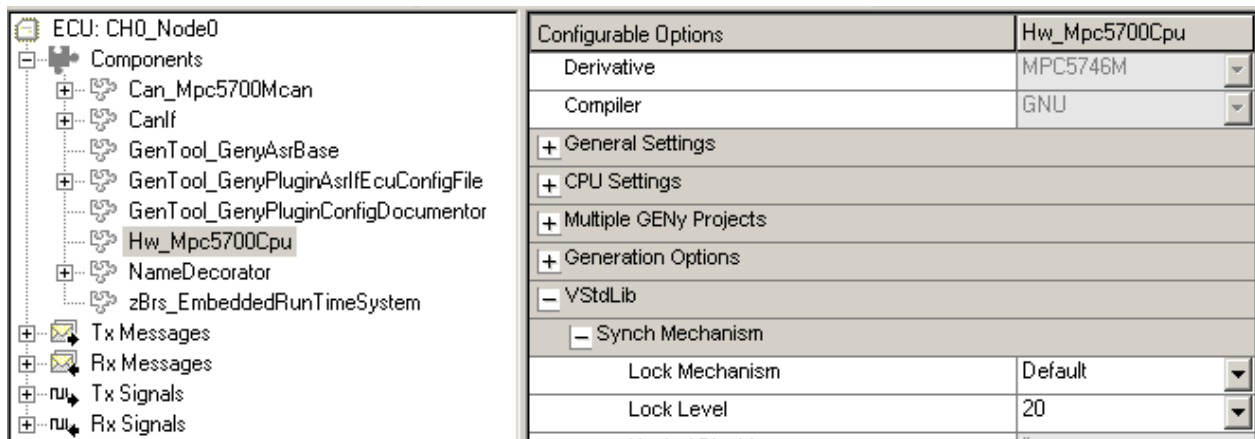 ECU: CH0_Node0
Components
Can_Mpc5700Mcan
CanIf
GenTool_GenyAsrBase
GenTool_GenyPluginAsrIfEcuConfigFile
GenTool_GenyPluginConfigDocumentor
Hw_Mpc5700Cpu
NameDecorator
zBrs_EmbeddedRunTimeSystem
Tx Messages
Rx Messages
Tx Signals
Rx Signals
Configurable Options Hw_Mpc5700Cpu
Derivative MPC5746M
Compiler GNU
General Settings
CPU Settings
Multiple GENy Projects
Generation Options
VStdLib
Synch Mechanism
Lock Mechanism Default
Lock Level 20